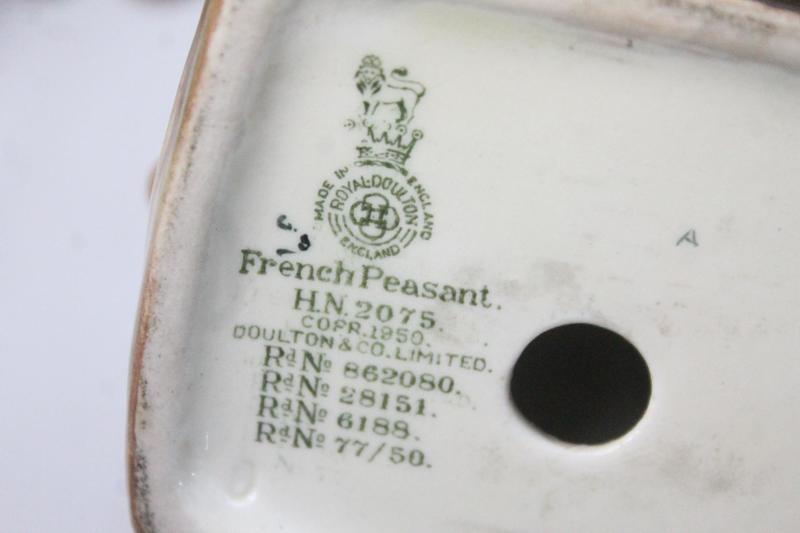 MADE IN ENGLAND
ROYAL·DOULTON
ENGLAND
French Peasant.
H.N. 2075.
COPR. 1950.
DOULTON & CO. LIMITED.
Rd No 862080.
Rd No 28151.
Rd No 6188.
Rd No 77/50.
A